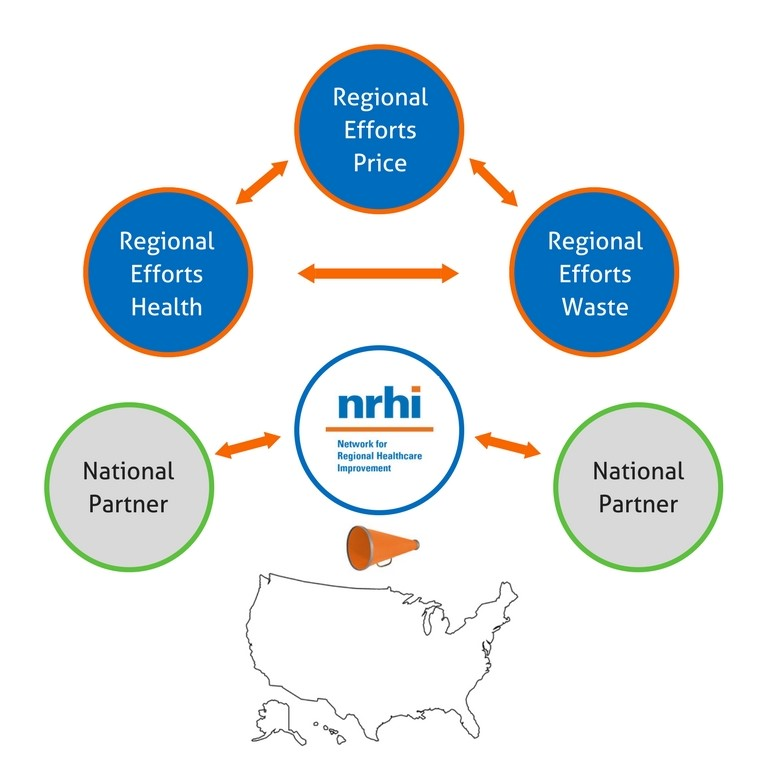 Regional
Efforts
Price
Regional
Efforts
Health
Regional
Efforts
Waste
nrhi
Network for
Regional Healthcare
Improvement
National
Partner
National
Partner